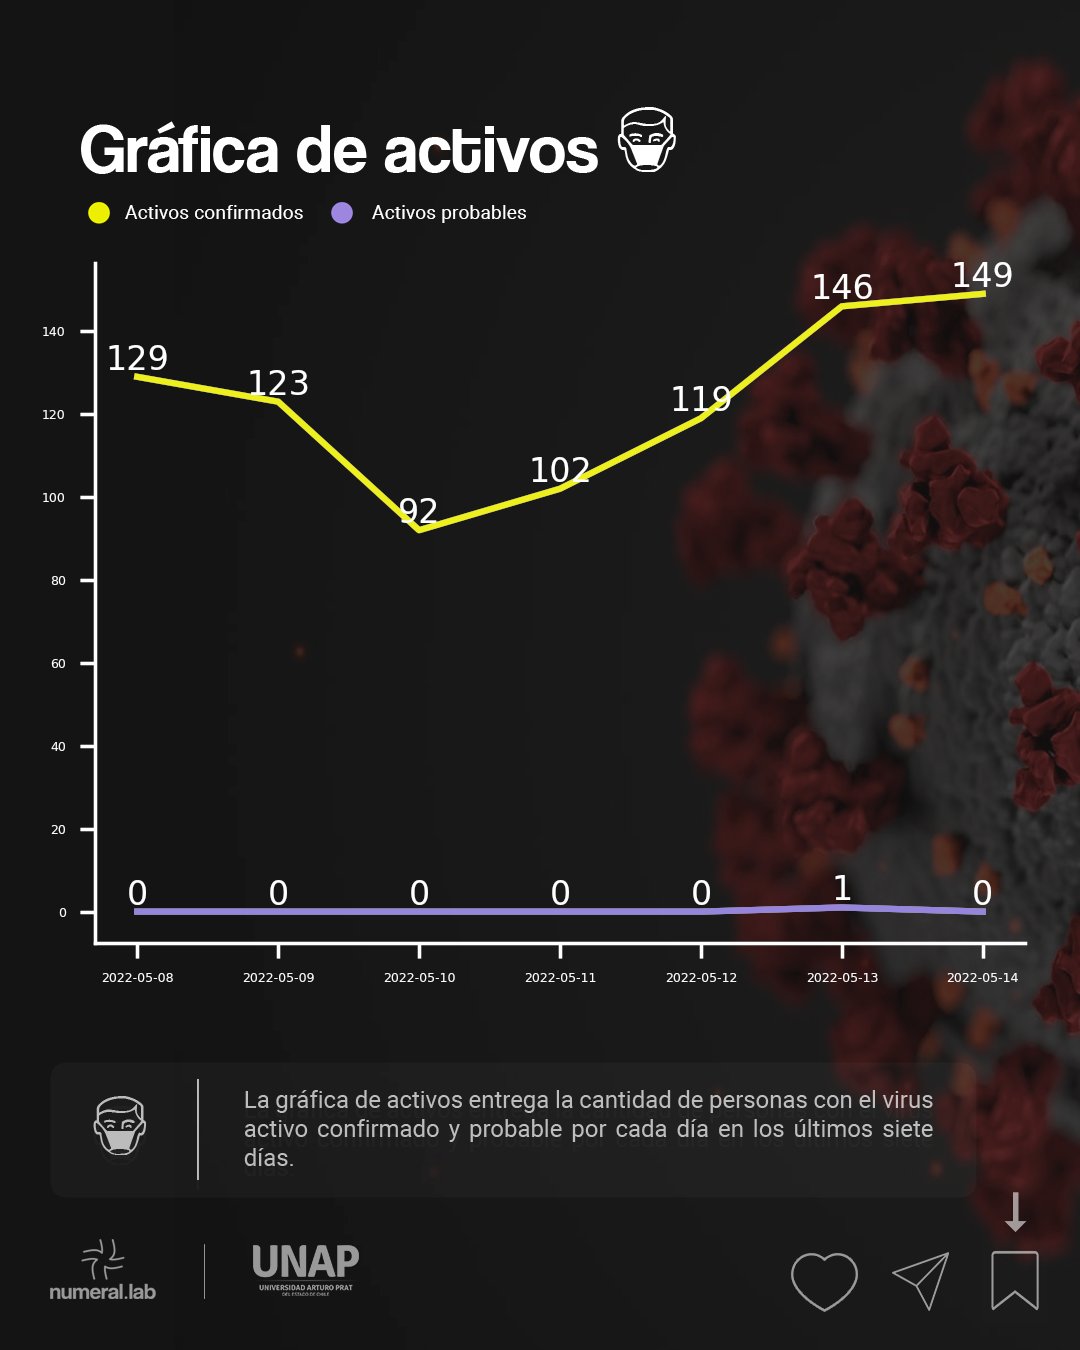 Gráfica de activos
Activos confirmados Activos probables
149
146
140
129
123
120
119
102
100
92
80
60
40
20
0 0 0 0 0 1 0
0
2022-05-08 2022-05-09 2022-05-10 2022-05-11 2022-05-12 2022-05-13 2022-05-14
La gráfica de activos entrega la cantidad de personas con el virus
activo confirmado y probable por cada día en los últimos siete
días.
numeral.lab
UNAP
UNIVERSIDAD ARTURO PRAT
DEL ESTADO DE CHILE